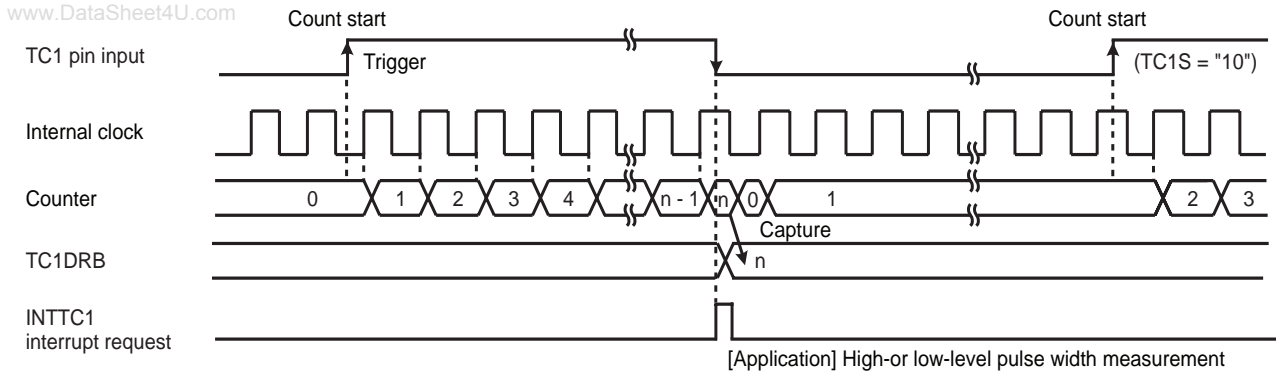 www.DataSheet4U.com
Count start
Count start
TC1 pin input
Trigger
(TC1S = "10")
Internal clock
Counter
0
1
2
3
4
n - 1
n
0
1
2
3
Capture
TC1DRB
n
INTTC1
interrupt request
[Application] High-or low-level pulse width measurement